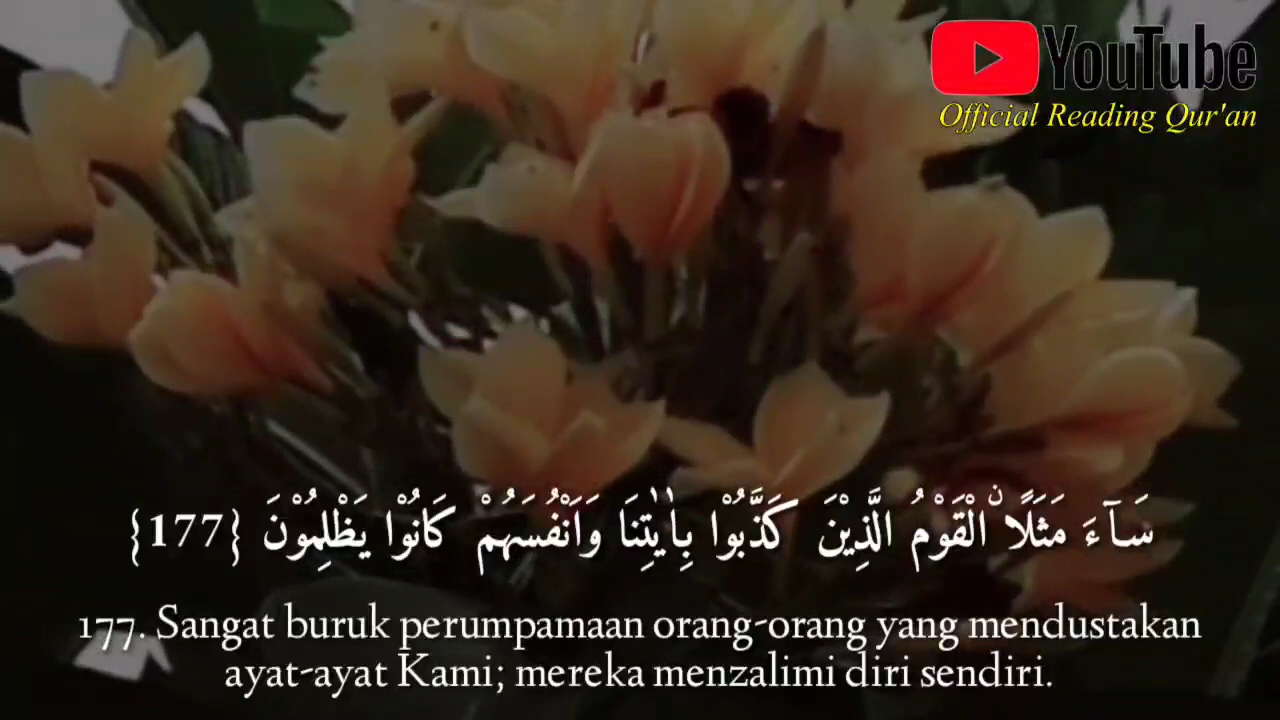 YouTube
Official Reading Qur'an
سَآءَ مَثَلًا ۨالْقَوْمُ الَّذِيْنَ كَذَّبُوْا بِاٰيٰتِنَا وَاَنْفُسَهُمْ كَانُوْا يَظْلِمُوْنَ {177}
177. Sangat buruk perumpamaan orang-orang yang mendustakan
ayat-ayat Kami; mereka menzalimi diri sendiri.